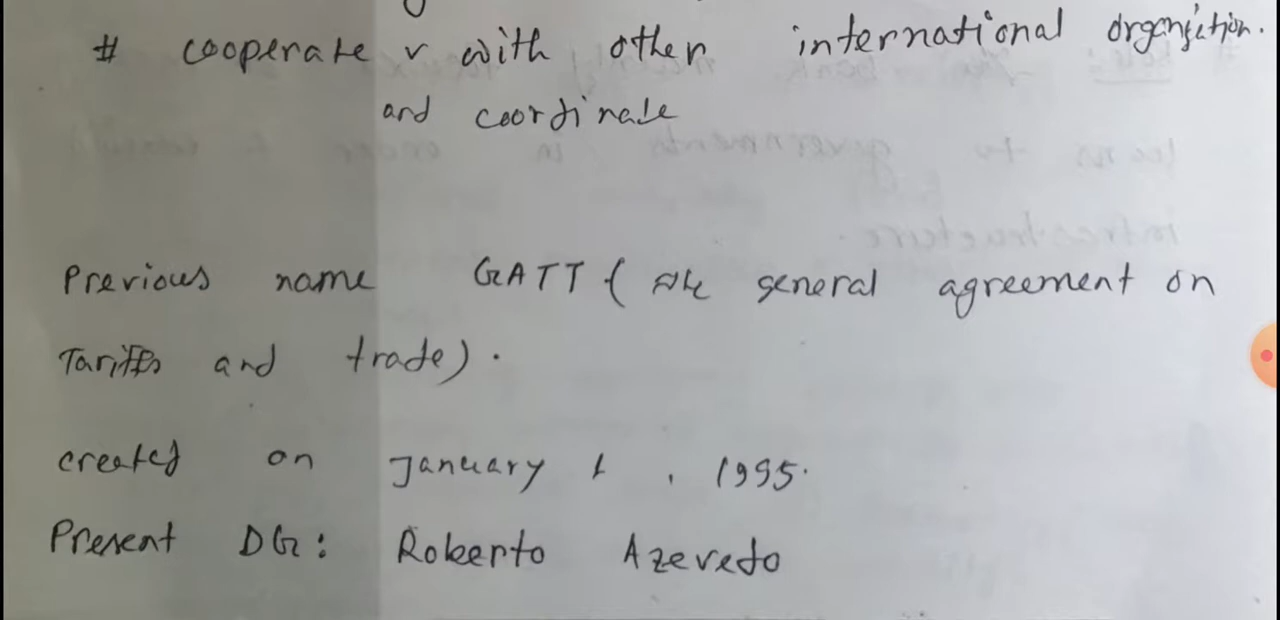 # cooperate ν with other international organization.
and coordinate
Previous name GATT ( the general agreement on
Tariffs and trade).
created on January 1, 1995.
Present DG: Roberto Azevedo